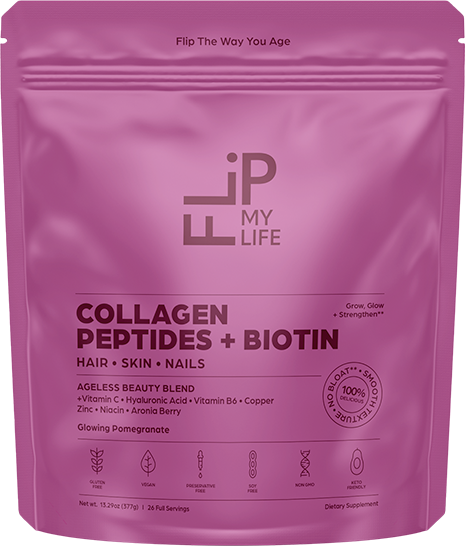 Flip The Way You Age
FLiP
MY
LIFE
COLLAGEN
PEPTIDES + BIOTIN
HAIR • SKIN • NAILS
Grow, Glow
+ Strengthen**
AGELESS BEAUTY BLEND
+Vitamin C • Hyaluronic Acid • Vitamin B6 • Copper
Zinc • Niacin • Aronia Berry
Glowing Pomegranate
NO BLOAT** • SMOOTH TEXTURE •
100%
DELICIOUS
GLUTEN
FREE
VEGAN
PRESERVATIVE
FREE
SOY
FREE
NON GMO
KETO
FRIENDLY
Net wt. 13.29oz (377g) | 26 Full Servings
Dietary Supplement